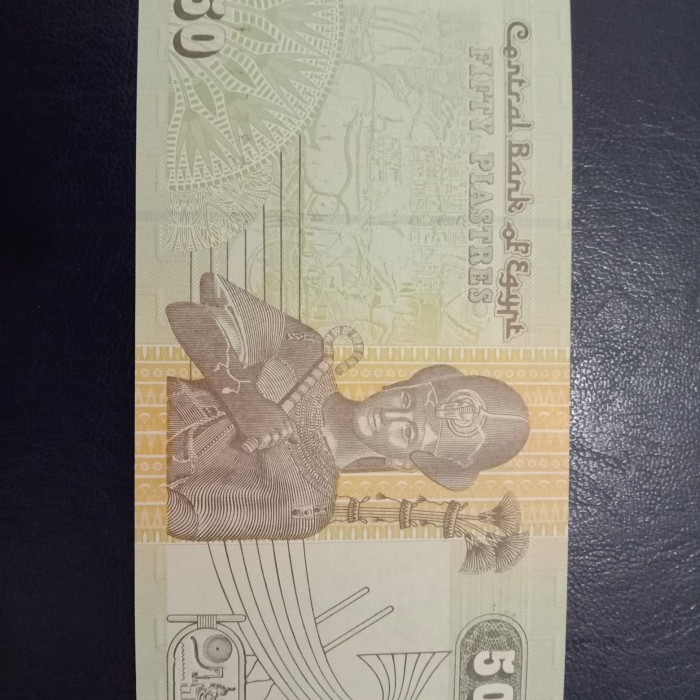 Central Bank of Egypt
FIFTY PIASTRES
50
50